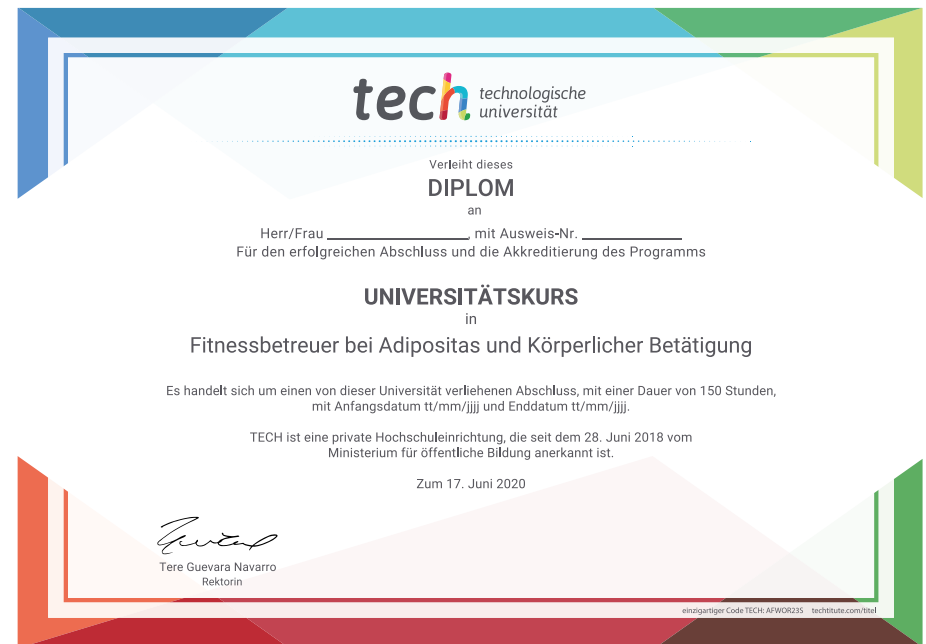 tech technologische
universität
Verleiht dieses
DIPLOM
an
Herr/Frau ____________________, mit Ausweis-Nr. ______________
Für den erfolgreichen Abschluss und die Akkreditierung des Programms
UNIVERSITÄTSKURS
in
Fitnessbetreuer bei Adipositas und Körperlicher Betätigung
Es handelt sich um einen von dieser Universität verliehenen Abschluss, mit einer Dauer von 150 Stunden,
mit Anfangsdatum tt/mm/jjjj und Enddatum tt/mm/jjjj.
TECH ist eine private Hochschuleinrichtung, die seit dem 28. Juni 2018 vom
Ministerium für öffentliche Bildung anerkannt ist.
Zum 17. Juni 2020
Tere Guevara Navarro
Rektorin
einzigartiger Code TECH: AFWOR235 techtitute.com/titel